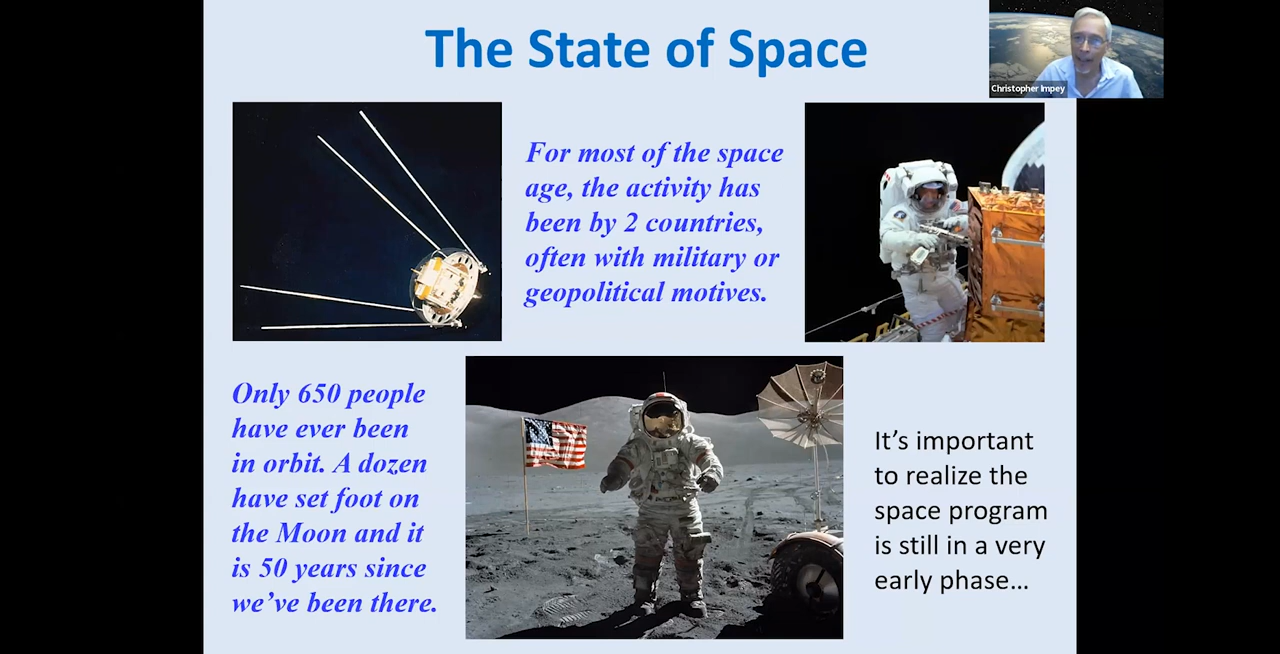 The State of Space
Christopher Impey
For most of the space
age, the activity has
been by 2 countries,
often with military or
geopolitical motives.
Only 650 people
have ever been
in orbit. A dozen
have set foot on
the Moon and it
is 50 years since
we’ve been there.
It’s important
to realize the
space program
is still in a very
early phase…